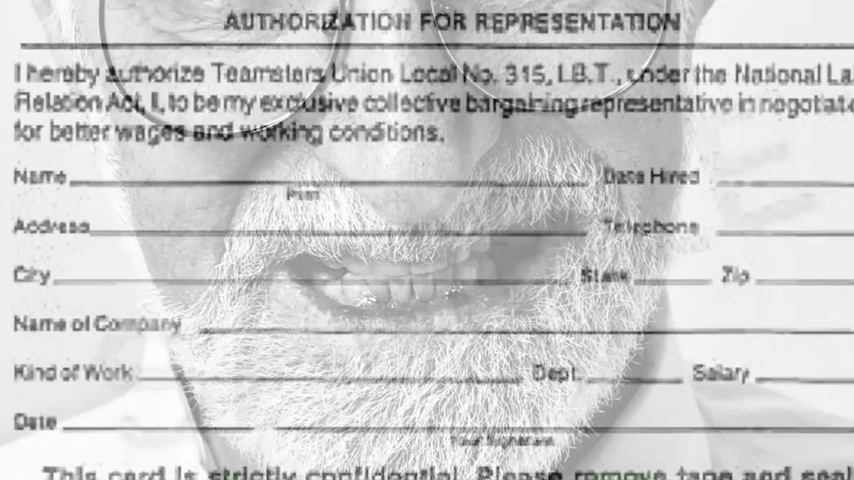 AUTHORIZATION FOR REPRESENTATION
I hereby authorize Teamsters Union Local No. 315, I.B.T., under the National La
Relation Act, I, to be my exclusive collective bargaining representative in negotiate
for better wages and working conditions.
Name Date Hired
Print
Address Telephone
City State Zip
Name of Company
Kind of Work Dept. Salary
Date
Your Signature
This card is strictly confidential. Please remove tape and seal